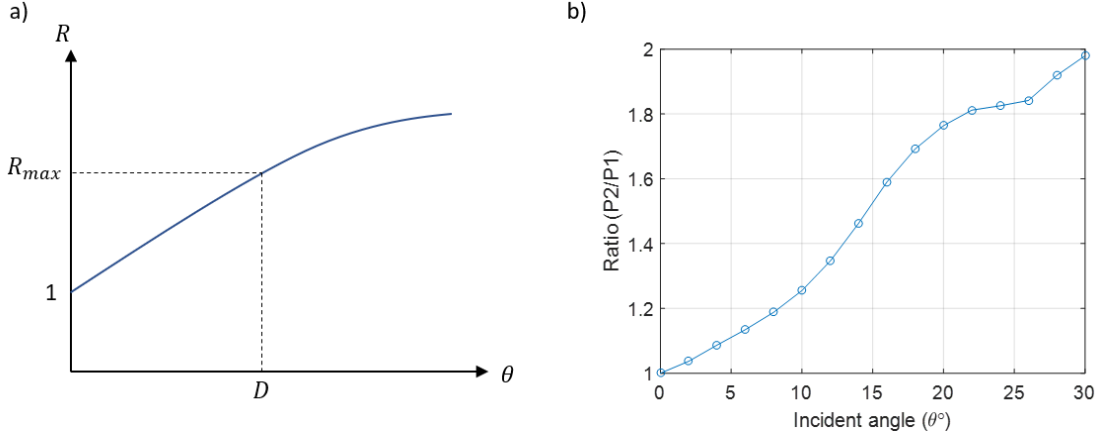 a)
R
R_max
1
D
θ
b)
2
1.8
1.6
1.4
1.2
1
Ratio (P2/P1)
0 5 10 15 20 25 30
Incident angle (θ°)